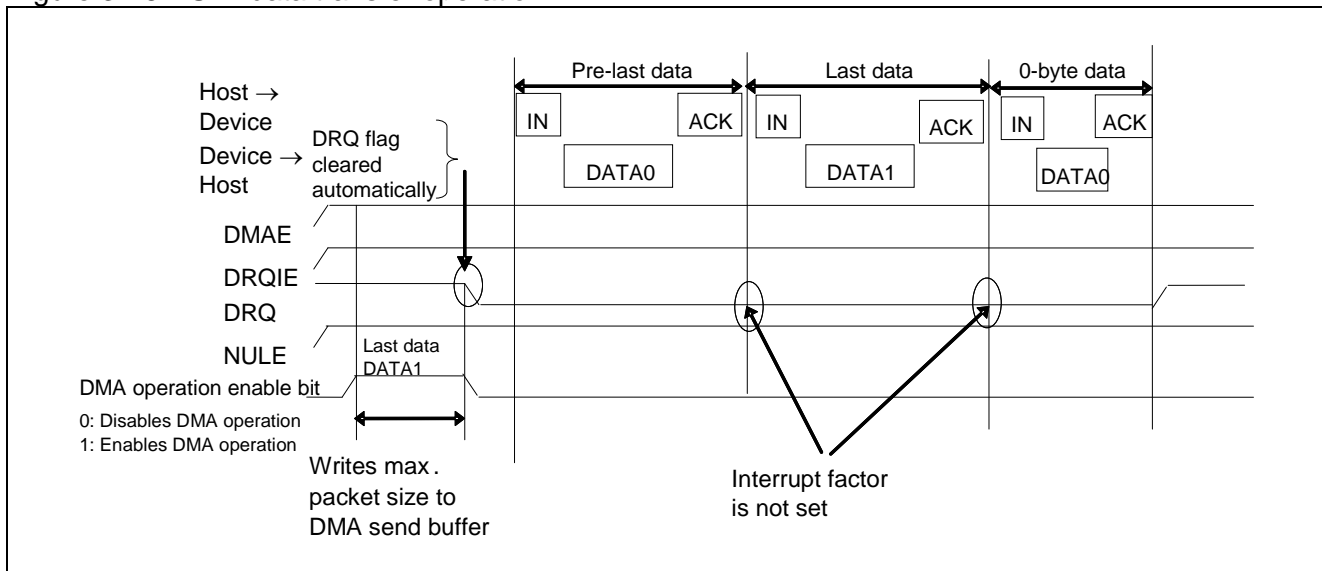 Pre-last data
Last data
0-byte data
Host →
Device
IN
ACK
IN
ACK
IN
ACK
Device →
Host
DRQ flag
cleared
automatically
DATA0
DATA1
DATA0
DMAE
DRQIE
DRQ
NULE
Last data
DATA1
DMA operation enable bit
0: Disables DMA operation
1: Enables DMA operation
Writes max.
packet size to
DMA send buffer
Interrupt factor
is not set